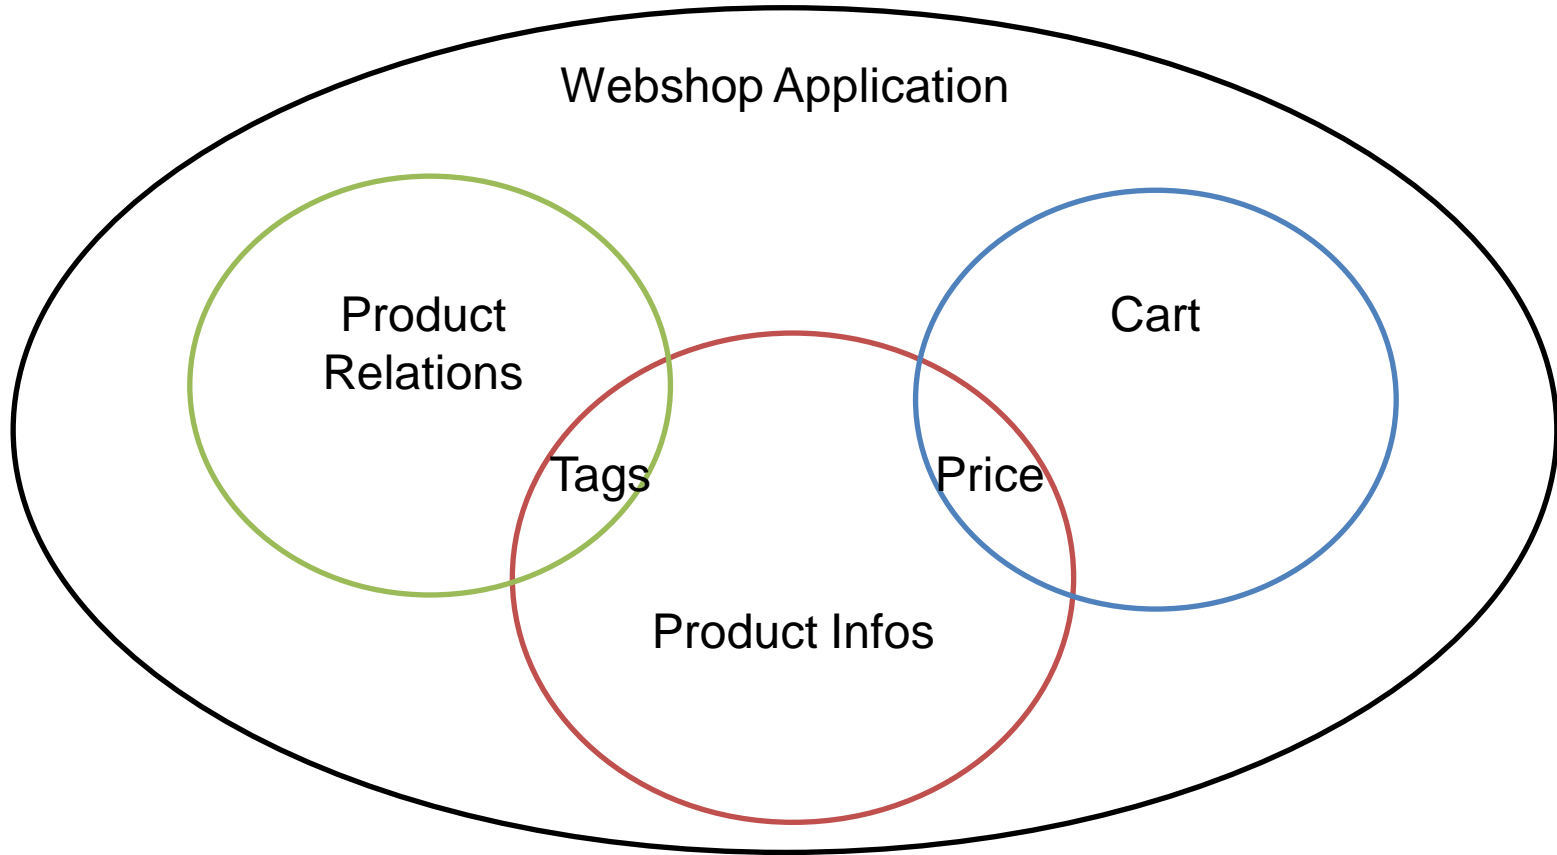 Webshop Application
Product
Relations
Cart
Tags
Price
Product Infos